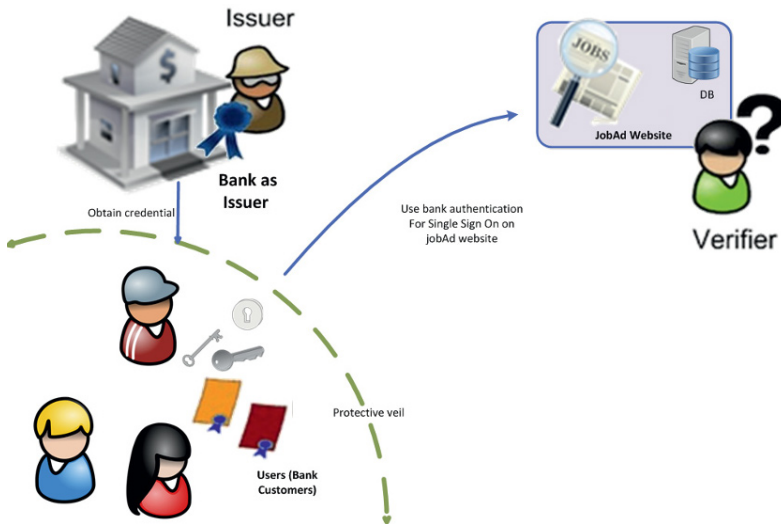 Issuer
$
JOBS
DB
JobAd Website
Bank as
Issuer
Obtain credential
Use bank authentication
For Single Sign On on
jobAd website
?
Verifier
Protective veil
Users (Bank
Customers)